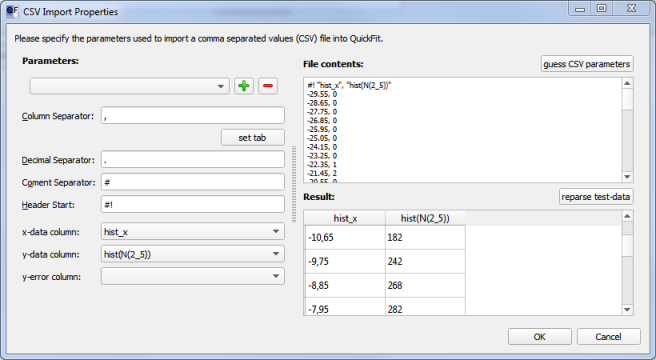 CSV Import Properties
Please specify the parameters used to import a comma separated values (CSV) file into QuickFit.
Parameters:
Column Separator: ,
set tab
Decimal Separator: .
Coment Separator: #
Header Start: #!
x-data column: hist_x
y-data column: hist(N(2_5))
y-error column:
File contents:
guess CSV parameters
#! "hist_x", "hist(N(2_5))"
-29.55, 0
-28.65, 0
-27.75, 0
-26.85, 0
-25.95, 0
-25.05, 0
-24.15, 0
-23.25, 0
-22.35, 1
-21.45, 2
-20.55, 0
Result:
reparse test-data
hist_x hist(N(2_5))
-10,65 182
-9,75 242
-8,85 268
-7,95 282
OK Cancel